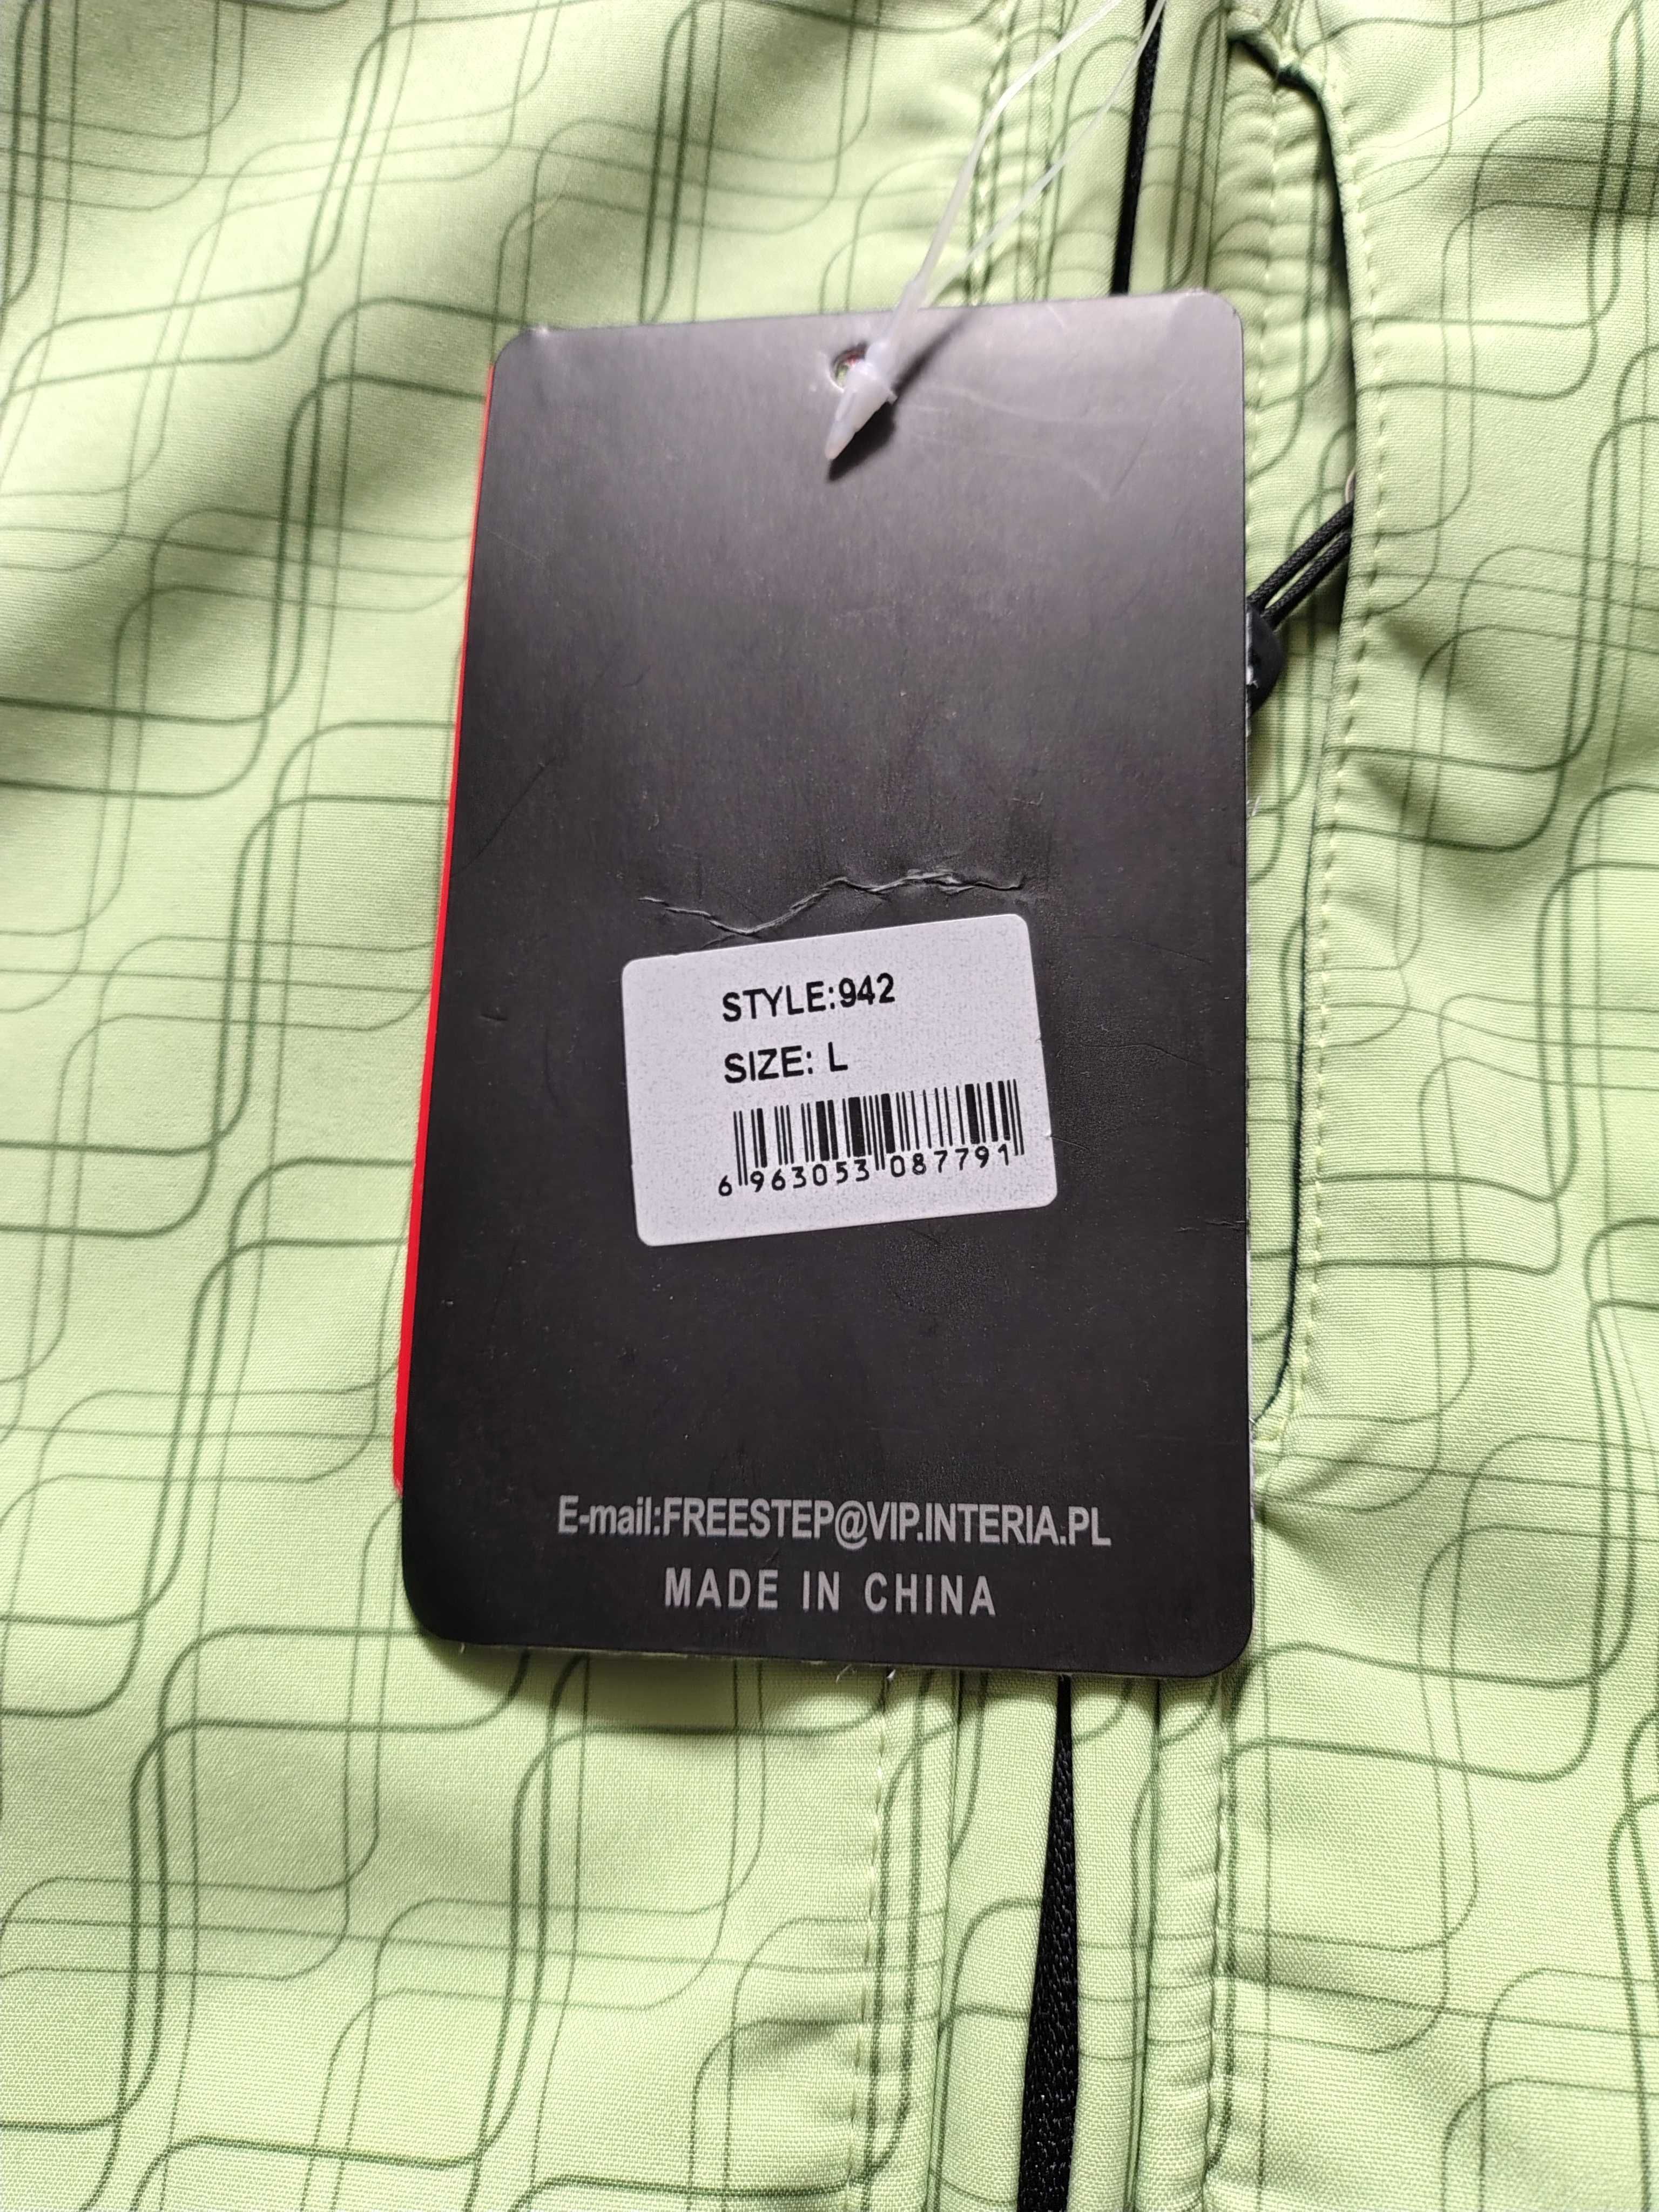 STYLE:942
SIZE: L
6 963053 087791
E-mail:FREESTEP@VIP.INTERIA.PL
MADE IN CHINA